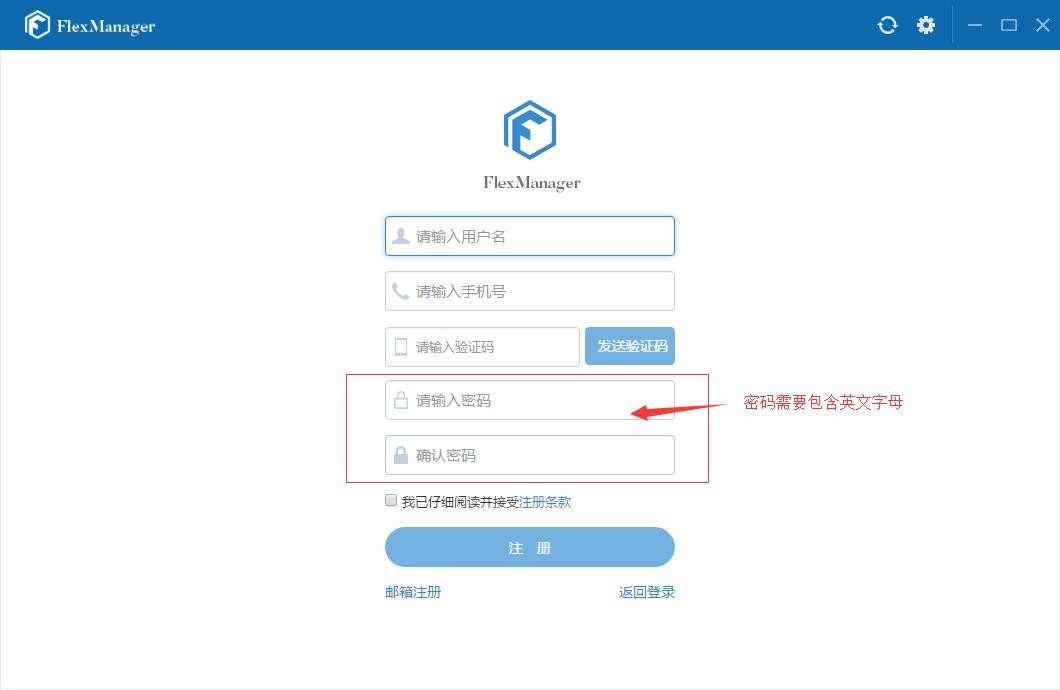 FlexManager
FlexManager
请输入用户名
请输入手机号
请输入验证码 发送验证码
请输入密码 密码需要包含英文字母
确认密码
我已仔细阅读并接受注册条款
注 册
邮箱注册 返回登录